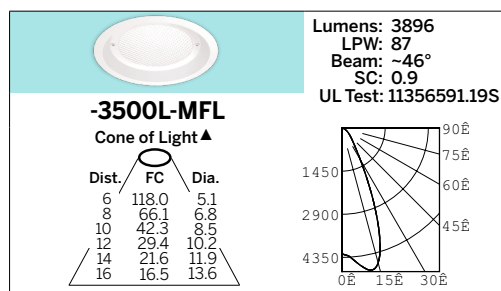 Lumens: 3896
LPW: 87
Beam: ~46°
SC: 0.9
UL Test: 11356591.19S
-3500L-MFL
Cone of Light▲
Dist. FC Dia.
6 118.0 5.1
8 66.1 6.8
10 42.3 8.5
12 29.4 10.2
14 21.6 11.9
16 16.5 13.6
90Ê
75Ê
1450
60Ê
2900
45Ê
4350
0Ê 15Ê 30Ê